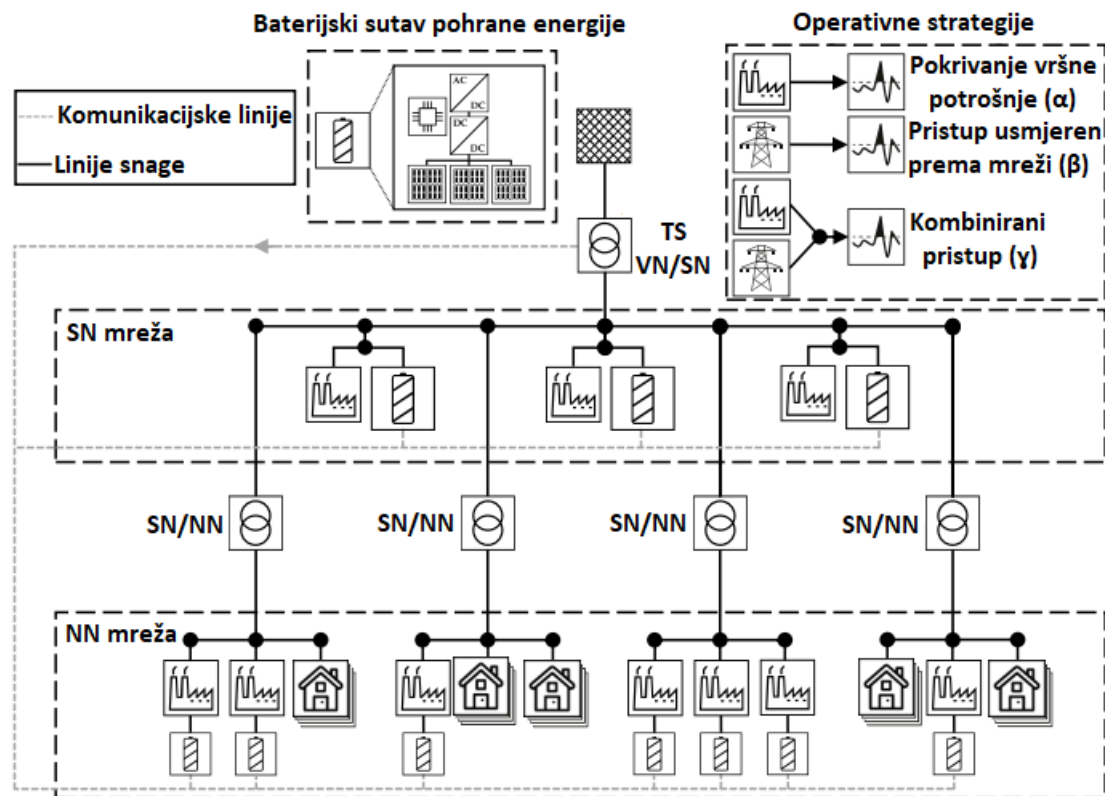 Baterijski sutav pohrane energije
Operativne strategije
Komunikacijske linije
Linije snage
AC
DC
DC
DC
Pokrivanje vršne
potrošnje (α)
Pristup usmjeren
prema mreži (β)
Kombinirani
pristup (ɣ)
TS
VN/SN
SN mreža
SN/NN
SN/NN
SN/NN
SN/NN
NN mreža